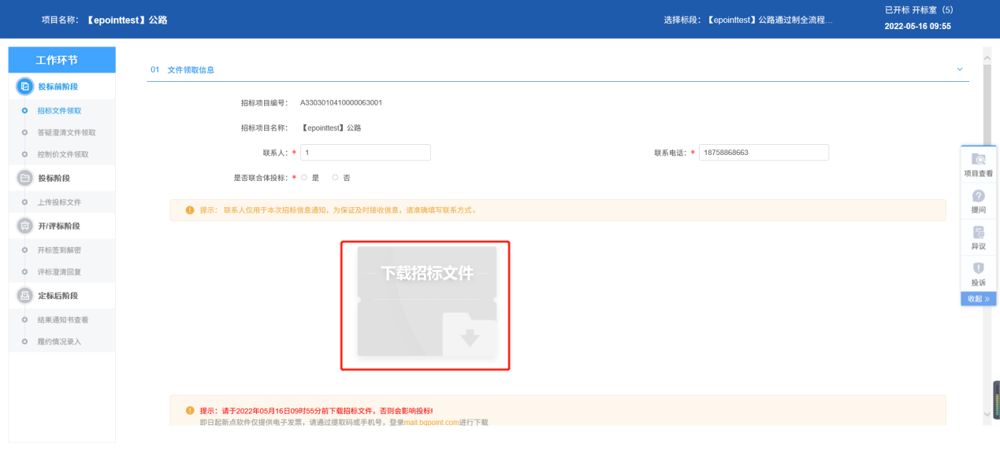 项目名称：【epointtest】公路
选择标段：【epointtest】公路通过制全流程...
已开标 开标室（5）
2022-05-16 09:55
工作环节
投标前阶段
招标文件领取
答疑澄清文件领取
控制价文件领取
投标阶段
上传投标文件
开/评标阶段
开标签到解密
评标澄清回复
定标后阶段
结果通知书查看
履约情况录入
01 文件领取信息
招标项目编号： A3303010410000063001
招标项目名称： 【epointtest】公路
联系人：* 1
联系电话：* 18758868663
是否联合体投标：* 是 否
提示： 联系人仅用于本次招标信息通知，为保证及时接收信息，请准确填写联系方式。
下载招标文件
提示：请于2022年05月16日09时55分前下载招标文件，否则会影响投标!
即日起新点软件仅提供电子发票，请通过提取码或手机号，登录mall.bqpoint.com进行下载
项目查看
提问
异议
投诉
收起 »